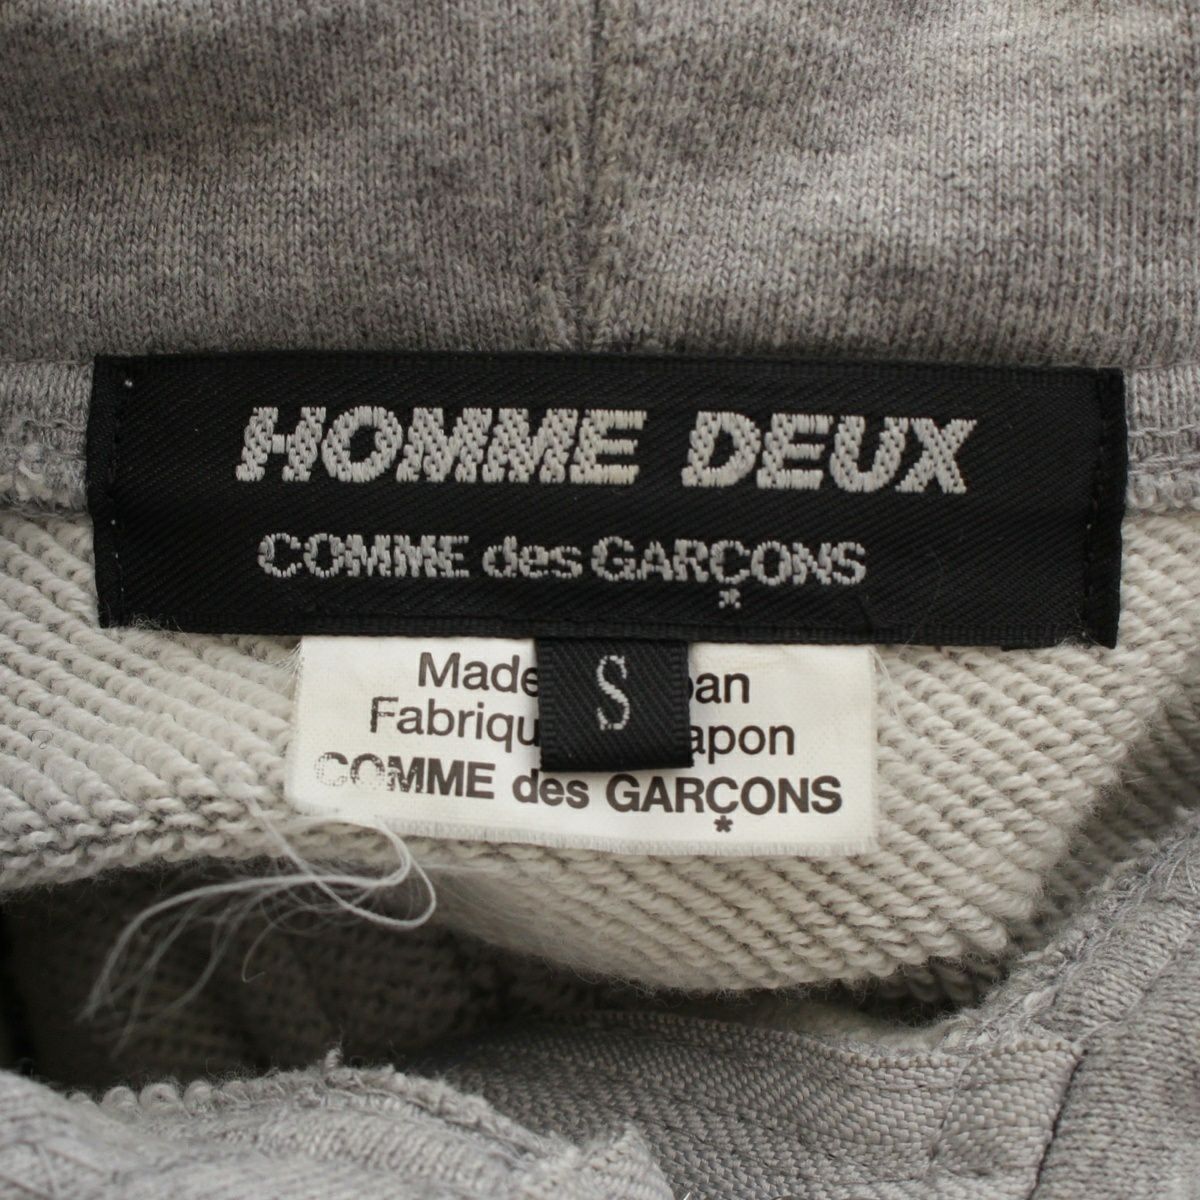 HOMME DEUX
COMME des GARÇONS
*
S
Made pan
Fabriqu apon
COMME des GARÇONS
*